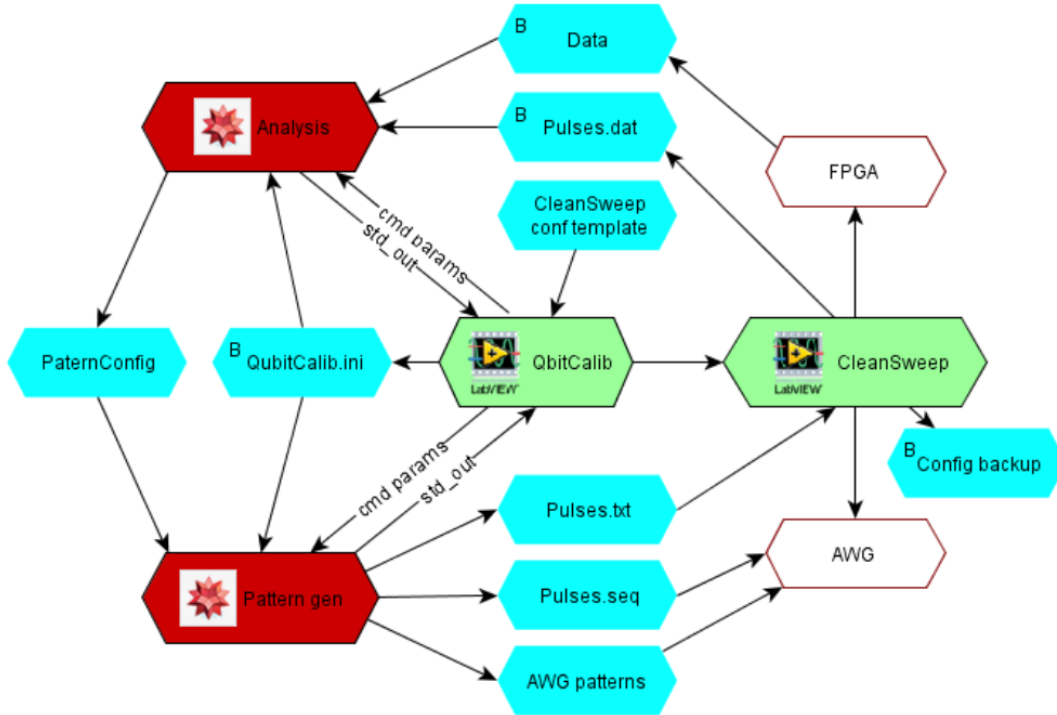 B
Data
Analysis
B
Pulses.dat
FPGA
CleanSweep
conf template
cmd params
std_out
PaternConfig
B
QubitCalib.ini
LabVIEW
QbitCalib
LabVIEW
CleanSweep
B
Config backup
cmd params
std_out
Pulses.txt
AWG
Pattern gen
Pulses.seq
AWG patterns